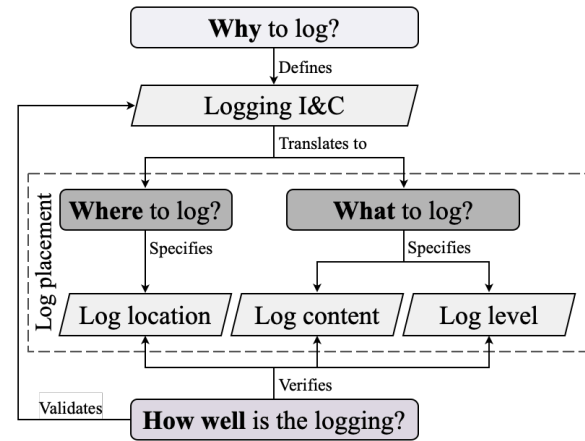 Why to log?
Defines
Logging I&C
Translates to
Log placement
Where to log?
What to log?
Specifies
Specifies
Log location
Log content
Log level
Verifies
Validates
How well is the logging?